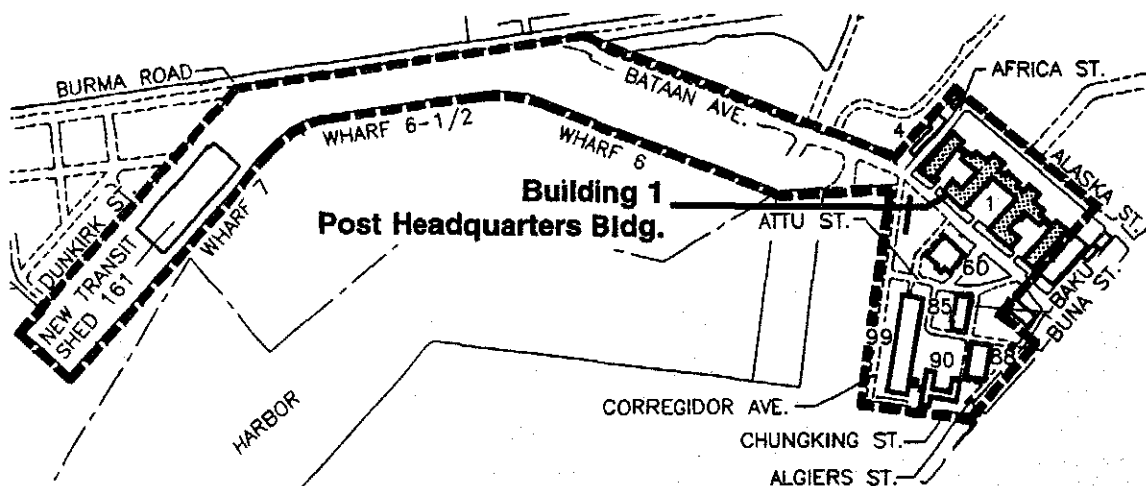 BURMA ROAD
BATAAN AVE.
AFRICA ST.
WHARF 6-1/2
WHARF 6
4
ALASKA ST.
DUNKIRK ST.
NEW TRANSIT
SHED 161
WHARF 7
Building 1
Post Headquarters Bldg.
1
ATTU ST.
60
BAKU
BUNA ST.
85
99
90
88
HARBOR
CORREGIDOR AVE.
CHUNGKING ST.
ALGIERS ST.